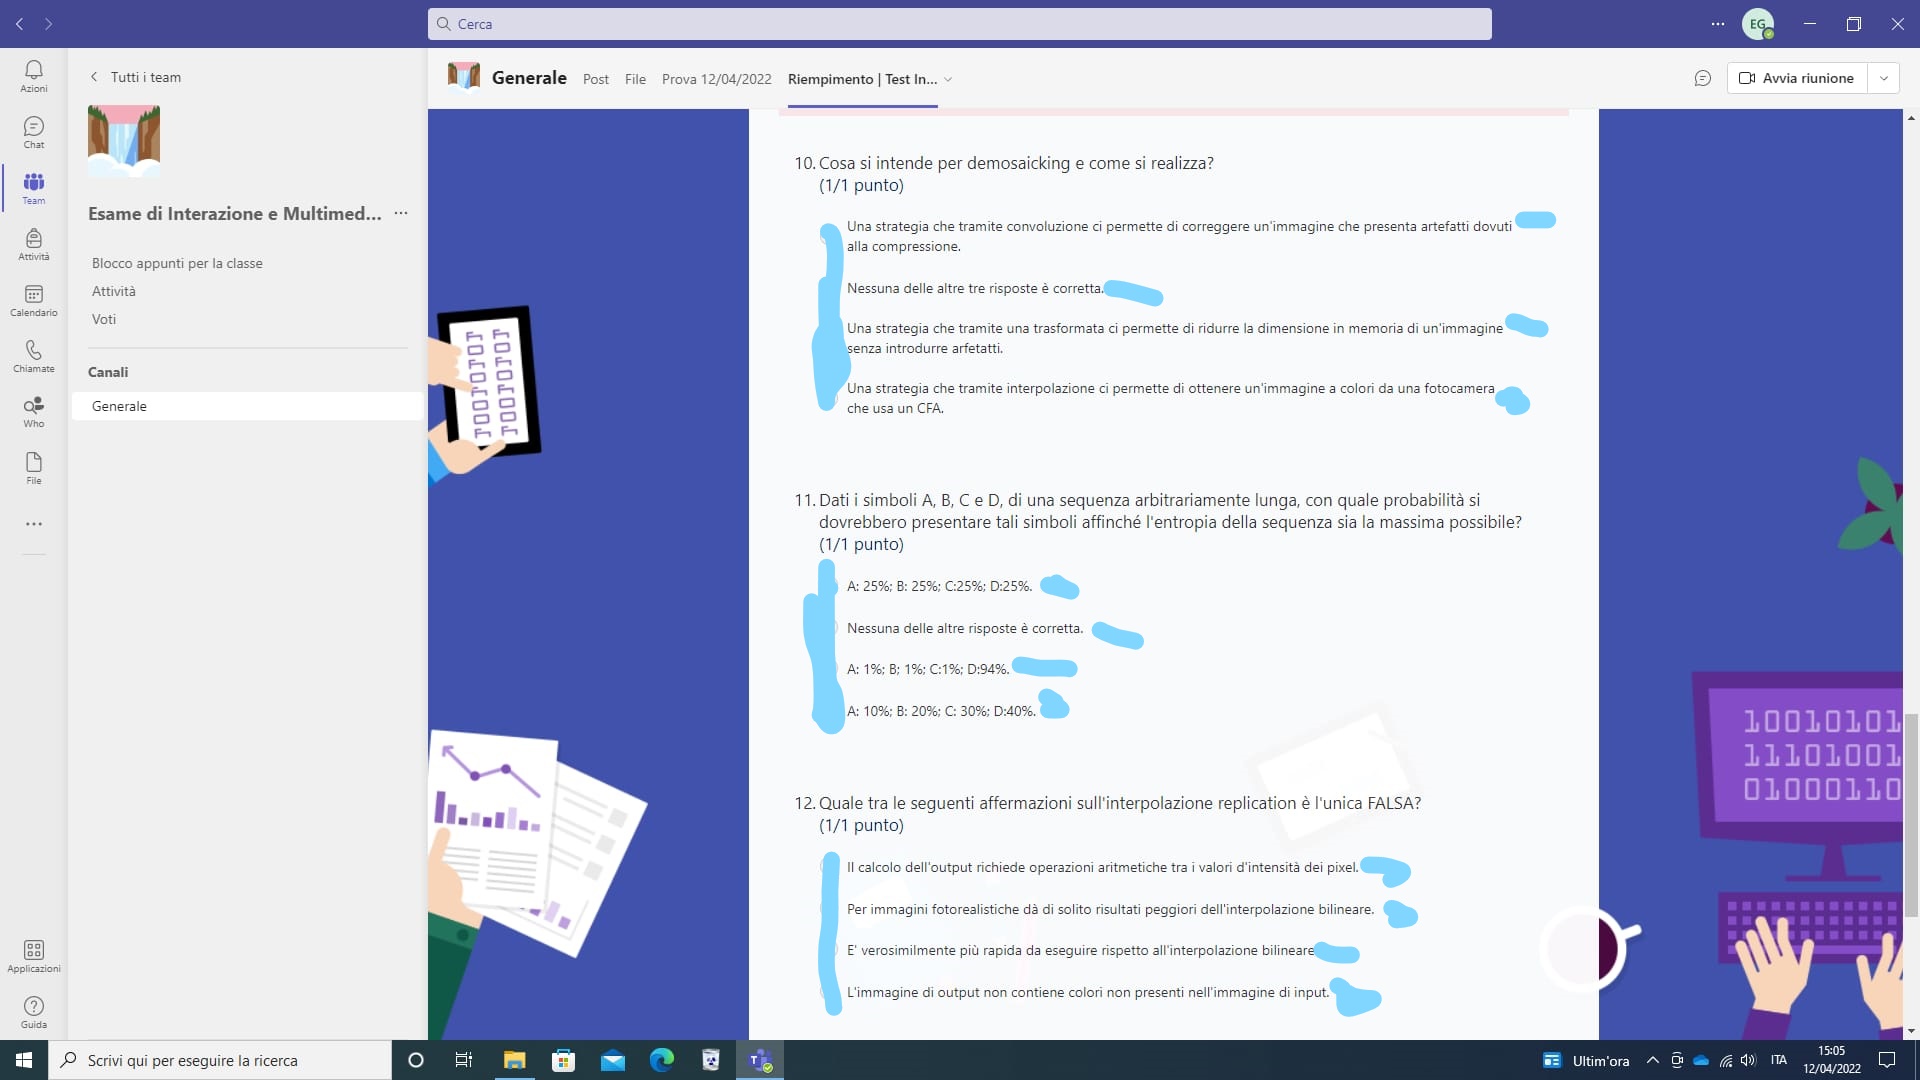 Cerca
EG
Azioni
Chat
Team
Attività
Calendario
Chiamate
Who
File
Applicazioni
Guida
Tutti i team
Esame di Interazione e Multimed...
Blocco appunti per la classe
Attività
Voti
Canali
Generale
Generale
Post
File
Prova 12/04/2022
Riempimento | Test In...
Avvia riunione
10. Cosa si intende per demosaicking e come si realizza?
(1/1 punto)
Una strategia che tramite convoluzione ci permette di correggere un'immagine che presenta artefatti dovuti
alla compressione.
Nessuna delle altre tre risposte è corretta.
Una strategia che tramite una trasformata ci permette di ridurre la dimensione in memoria di un'immagine
senza introdurre arfetatti.
Una strategia che tramite interpolazione ci permette di ottenere un'immagine a colori da una fotocamera
che usa un CFA.
11. Dati i simboli A, B, C e D, di una sequenza arbitrariamente lunga, con quale probabilità si
dovrebbero presentare tali simboli affinché l'entropia della sequenza sia la massima possibile?
(1/1 punto)
A: 25%; B: 25%; C:25%; D:25%.
Nessuna delle altre risposte è corretta.
A: 1%; B; 1%; C:1%; D:94%.
A: 10%; B: 20%; C: 30%; D:40%.
12. Quale tra le seguenti affermazioni sull'interpolazione replication è l'unica FALSA?
(1/1 punto)
Il calcolo dell'output richiede operazioni aritmetiche tra i valori d'intensità dei pixel.
Per immagini fotorealistiche dà di solito risultati peggiori dell'interpolazione bilineare.
E' verosimilmente più rapida da eseguire rispetto all'interpolazione bilineare
L'immagine di output non contiene colori non presenti nell'immagine di input.
10010101
11101001
01000110
Scrivi qui per eseguire la ricerca
Ultim'ora
ITA
15:05
12/04/2022